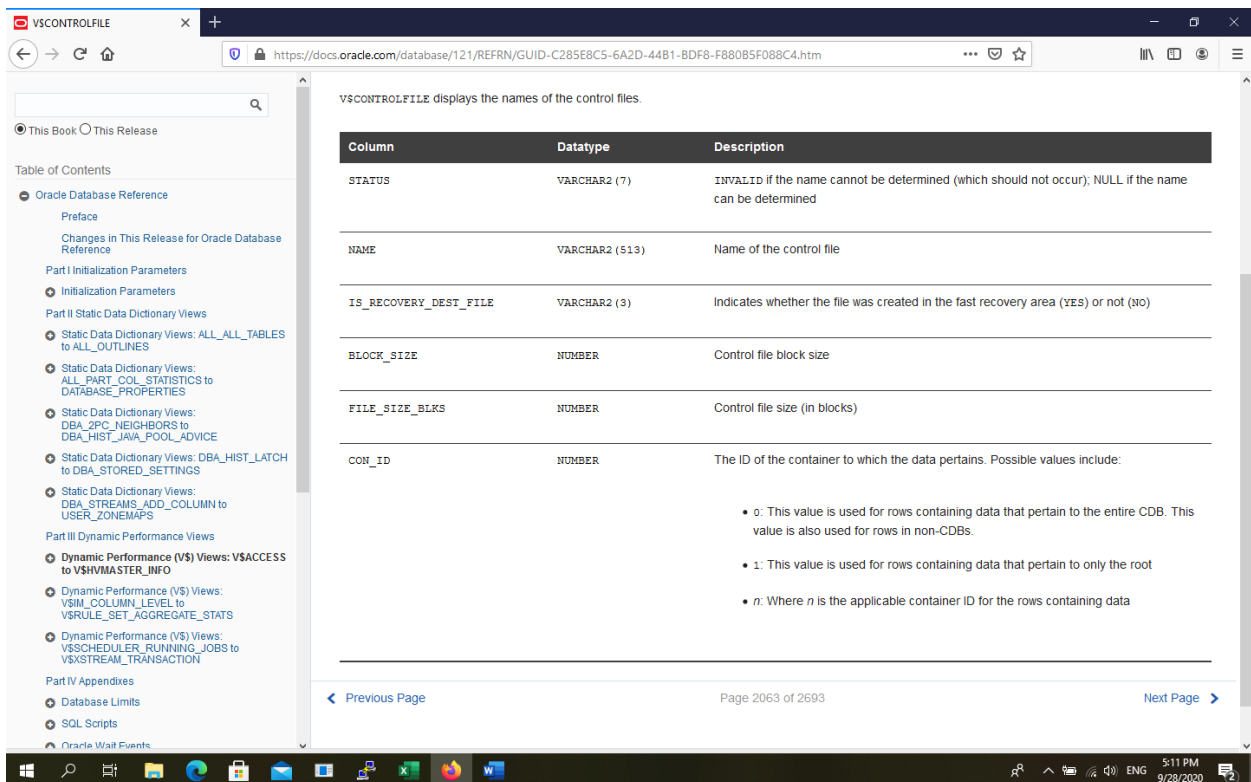 V$CONTROLFILE
https://docs.oracle.com/database/121/REFRN/GUID-C285E8C5-6A2D-44B1-BDF8-F880B5F088C4.htm
This Book This Release
Table of Contents
Oracle Database Reference
Preface
Changes in This Release for Oracle Database
Reference
Part I Initialization Parameters
Initialization Parameters
Part II Static Data Dictionary Views
Static Data Dictionary Views: ALL_ALL_TABLES
to ALL_OUTLINES
Static Data Dictionary Views:
ALL_PART_COL_STATISTICS to
DATABASE_PROPERTIES
Static Data Dictionary Views:
DBA_2PC_NEIGHBORS to
DBA_HIST_JAVA_POOL_ADVICE
Static Data Dictionary Views: DBA_HIST_LATCH
to DBA_STORED_SETTINGS
Static Data Dictionary Views:
DBA_STREAMS_ADD_COLUMN to
USER_ZONEMAPS
Part III Dynamic Performance Views
Dynamic Performance (V$) Views: V$ACCESS
to V$HVMASTER_INFO
Dynamic Performance (V$) Views:
V$IM_COLUMN_LEVEL to
V$RULE_SET_AGGREGATE_STATS
Dynamic Performance (V$) Views:
V$SCHEDULER_RUNNING_JOBS to
V$XSTREAM_TRANSACTION
Part IV Appendixes
Database Limits
SQL Scripts
Oracle Wait Events
V$CONTROLFILE displays the names of the control files.
Column Datatype Description
STATUS VARCHAR2(7) INVALID if the name cannot be determined (which should not occur); NULL if the name
can be determined
NAME VARCHAR2(513) Name of the control file
IS_RECOVERY_DEST_FILE VARCHAR2(3) Indicates whether the file was created in the fast recovery area (YES) or not (NO)
BLOCK_SIZE NUMBER Control file block size
FILE_SIZE_BLKS NUMBER Control file size (in blocks)
CON_ID NUMBER The ID of the container to which the data pertains. Possible values include:
• 0: This value is used for rows containing data that pertain to the entire CDB. This
value is also used for rows in non-CDBs.
• 1: This value is used for rows containing data that pertain to only the root
• n: Where n is the applicable container ID for the rows containing data
Previous Page Page 2063 of 2693 Next Page
ENG 5:11 PM
9/28/2020 2